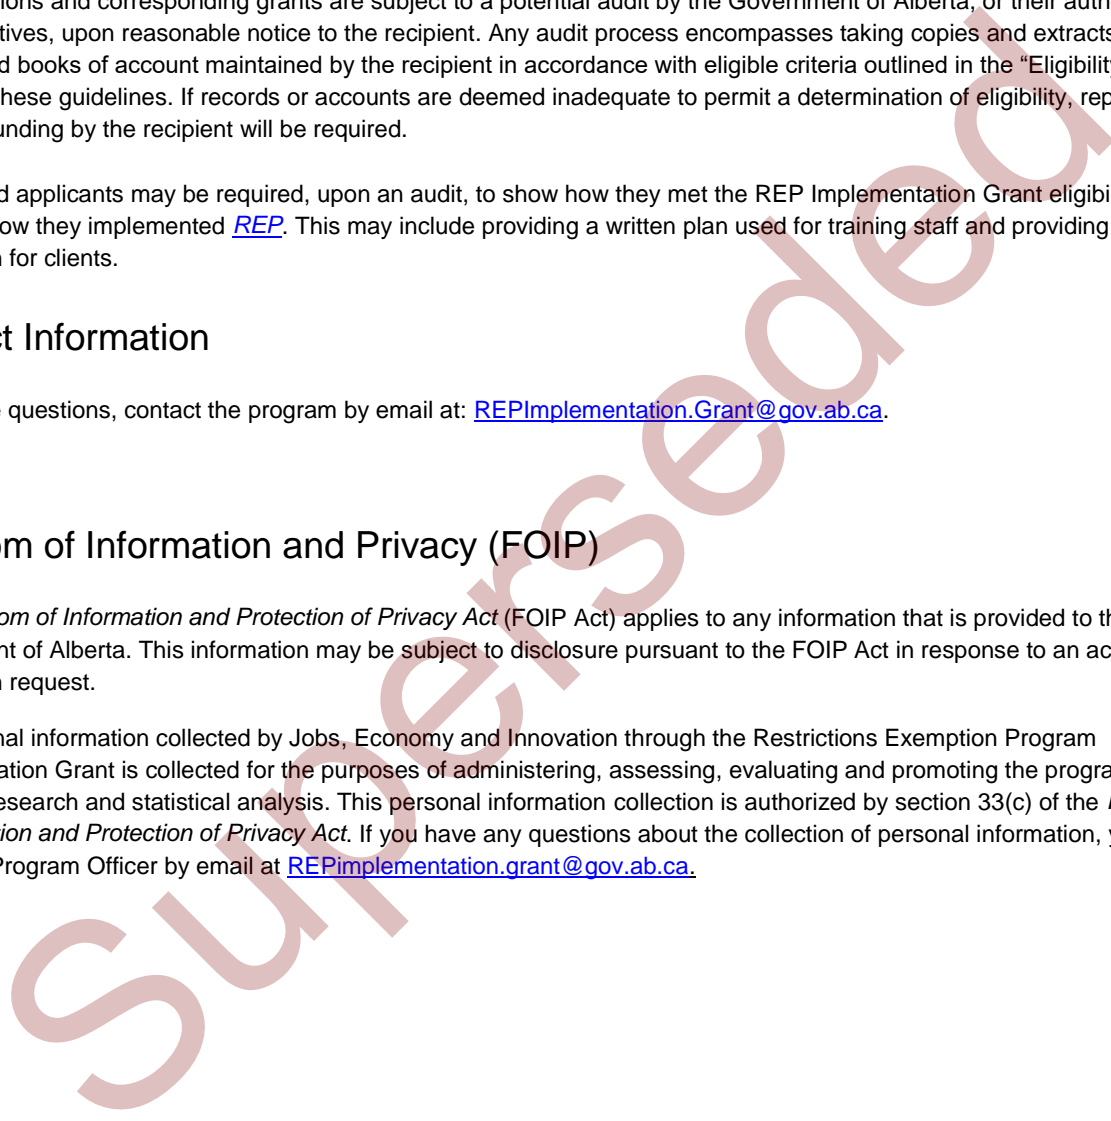 ions and corresponding grants are subject to a potential audit by the Government of Alberta, or their auth
tives, upon reasonable notice to the recipient. Any audit process encompasses taking copies and extracts
d books of account maintained by the recipient in accordance with eligible criteria outlined in the “Eligibility
hese guidelines. If records or accounts are deemed inadequate to permit a determination of eligibility, rep
unding by the recipient will be required.
d applicants may be required, upon an audit, to show how they met the REP Implementation Grant eligibi
ow they implemented REP. This may include providing a written plan used for training staff and providing
n for clients.
ct Information
e questions, contact the program by email at: REPImplementation.Grant@gov.ab.ca.
om of Information and Privacy (FOIP)
om of Information and Protection of Privacy Act (FOIP Act) applies to any information that is provided to th
nt of Alberta. This information may be subject to disclosure pursuant to the FOIP Act in response to an ac
n request.
nal information collected by Jobs, Economy and Innovation through the Restrictions Exemption Program
ation Grant is collected for the purposes of administering, assessing, evaluating and promoting the progra
esearch and statistical analysis. This personal information collection is authorized by section 33(c) of the
tion and Protection of Privacy Act. If you have any questions about the collection of personal information, y
Program Officer by email at REPimplementation.grant@gov.ab.ca.
Superseded